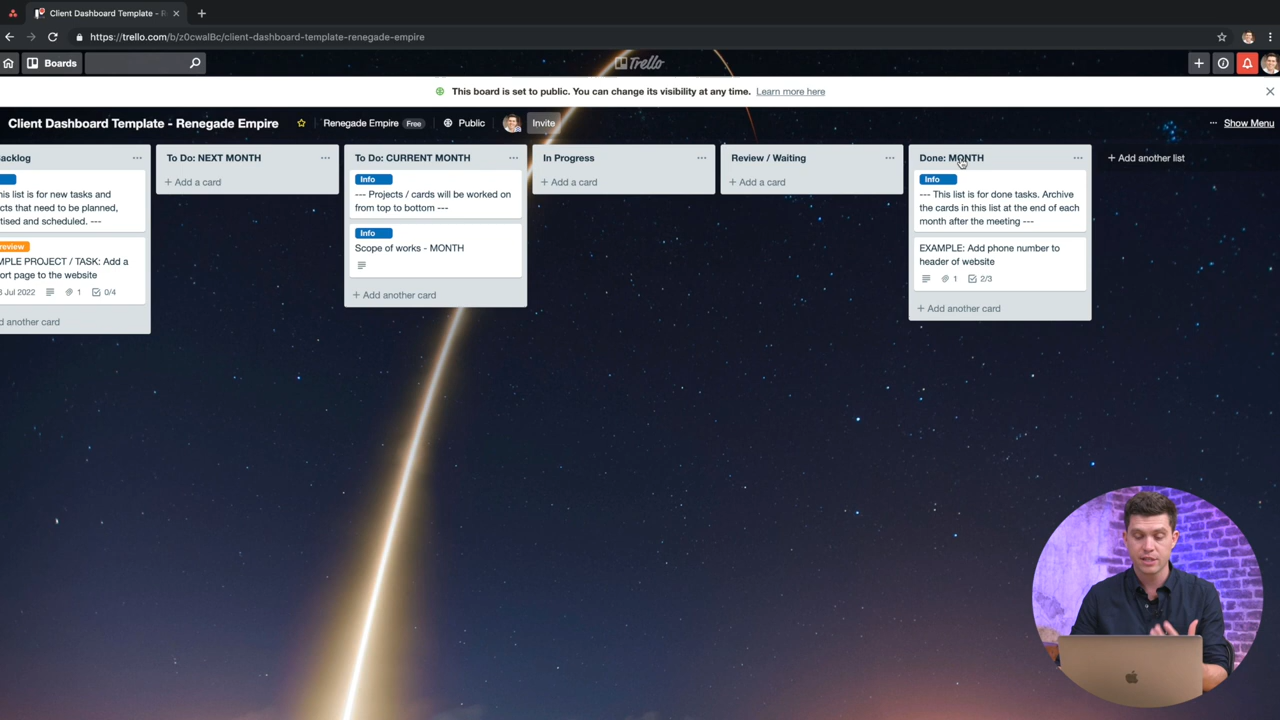 Client Dashboard Template - R
https://trello.com/b/z0cwalBc/client-dashboard-template-renegade-empire
Boards
Trello
This board is set to public. You can change its visibility at any time. Learn more here
Client Dashboard Template - Renegade Empire
Renegade Empire Free
Public
Invite
Show Menu
acklog
his list is for new tasks and
cts that need to be planned,
tised and scheduled. ---
eview
MPLE PROJECT / TASK: Add a
ort page to the website
Jul 2022
1
0/4
d another card
To Do: NEXT MONTH
+ Add a card
To Do: CURRENT MONTH
Info
--- Projects / cards will be worked on
from top to bottom ---
Info
Scope of works - MONTH
+ Add another card
In Progress
+ Add a card
Review / Waiting
+ Add a card
Done: MONTH
Info
--- This list is for done tasks. Archive
the cards in this list at the end of each
month after the meeting ---
EXAMPLE: Add phone number to
header of website
1
2/3
+ Add another card
+ Add another list